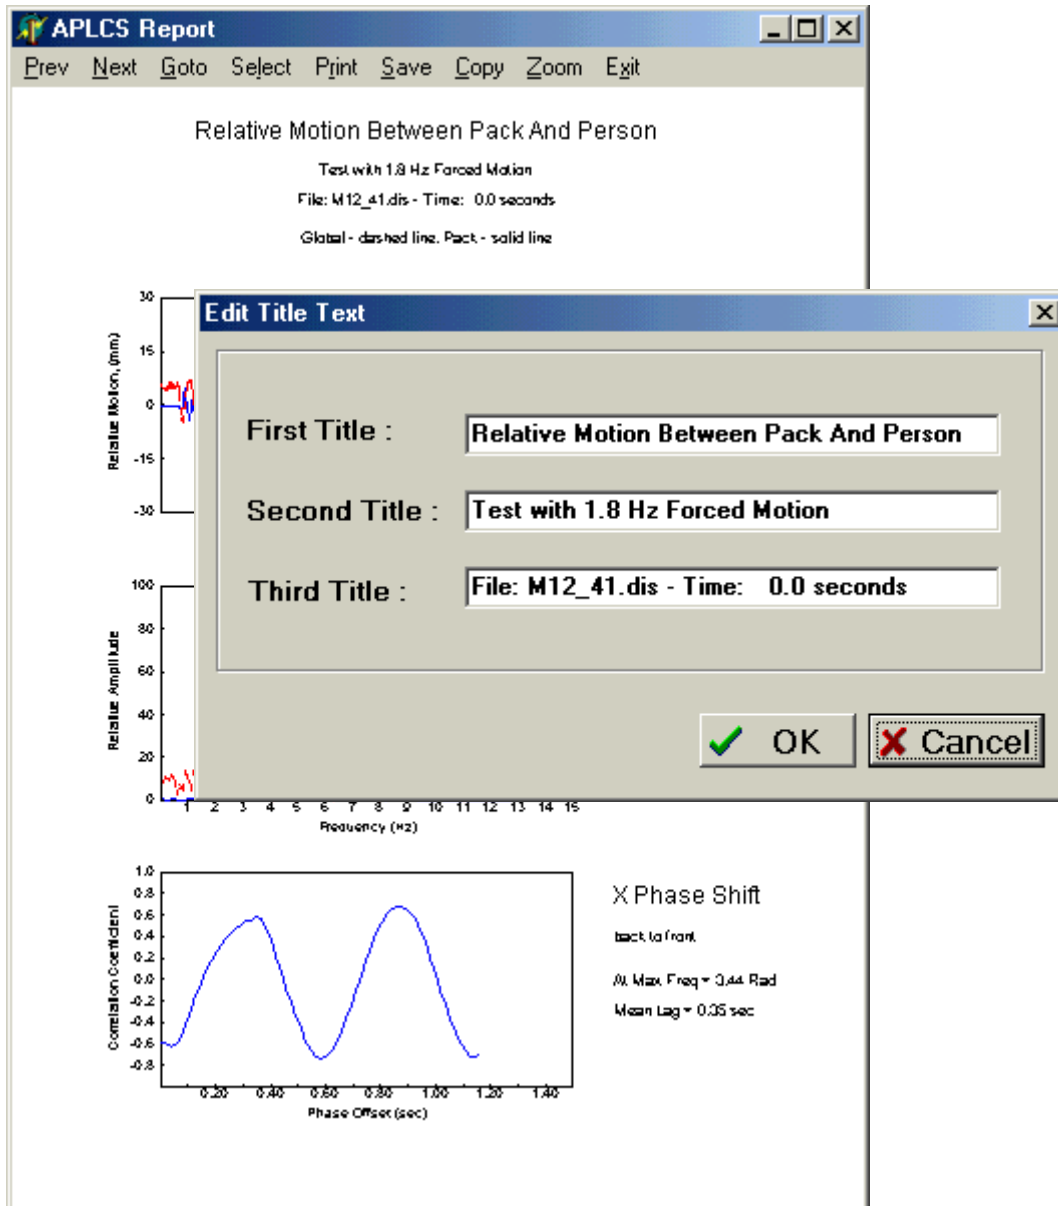 APLCS Report
Prev Next Goto Select Print Save Copy Zoom Exit
Relative Motion Between Pack And Person
Test with 1.8 Hz Forced Motion
File: M12_41.dis - Time: 0.0 seconds
Global - dashed line, Pack - solid line
30
15
0
-15
-30
Relative Motion, (mm)
Edit Title Text
First Title : Relative Motion Between Pack And Person
Second Title : Test with 1.8 Hz Forced Motion
Third Title : File: M12_41.dis - Time: 0.0 seconds
OK Cancel
100
80
60
40
20
0
Relative Amplitude
1 2 3 4 5 6 7 8 9 10 11 12 13 14 15
Frequency (Hz)
1.0
0.8
0.6
0.4
0.2
0.0
-0.2
-0.4
-0.6
-0.8
Correlation Coefficient
0.20 0.40 0.60 0.80 1.00 1.20 1.40
Phase Offset (sec)
X Phase Shift
back to front
At Max Freq = 3.44 Rad
Mean Lag = 0.35 sec